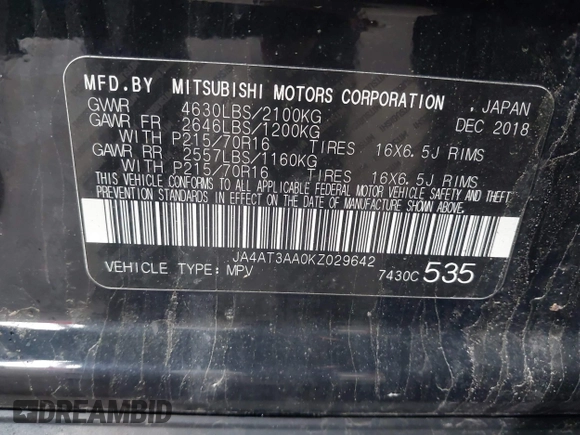 MFD.BY MITSUBISHI MOTORS CORPORATION , JAPAN
GVWR 4630LBS/2100KG DEC 2018
GAWR FR 2646LBS/1200KG
WITH P215/70R16 TIRES 16X6.5J RIMS
GAWR RR 2557LBS/1160KG
WITH P215/70R16 TIRES 16X6.5J RIMS
THIS VEHICLE CONFORMS TO ALL APPLICABLE FEDERAL MOTOR VEHICLE SAFETY AND THEFT
PREVENTION STANDARDS IN EFFECT ON THE DATE OF MANUFACTURE SHOWN ABOVE.
JA4AT3AA0KZ029642
VEHICLE TYPE: MPV 7430C 535
DREAMBID